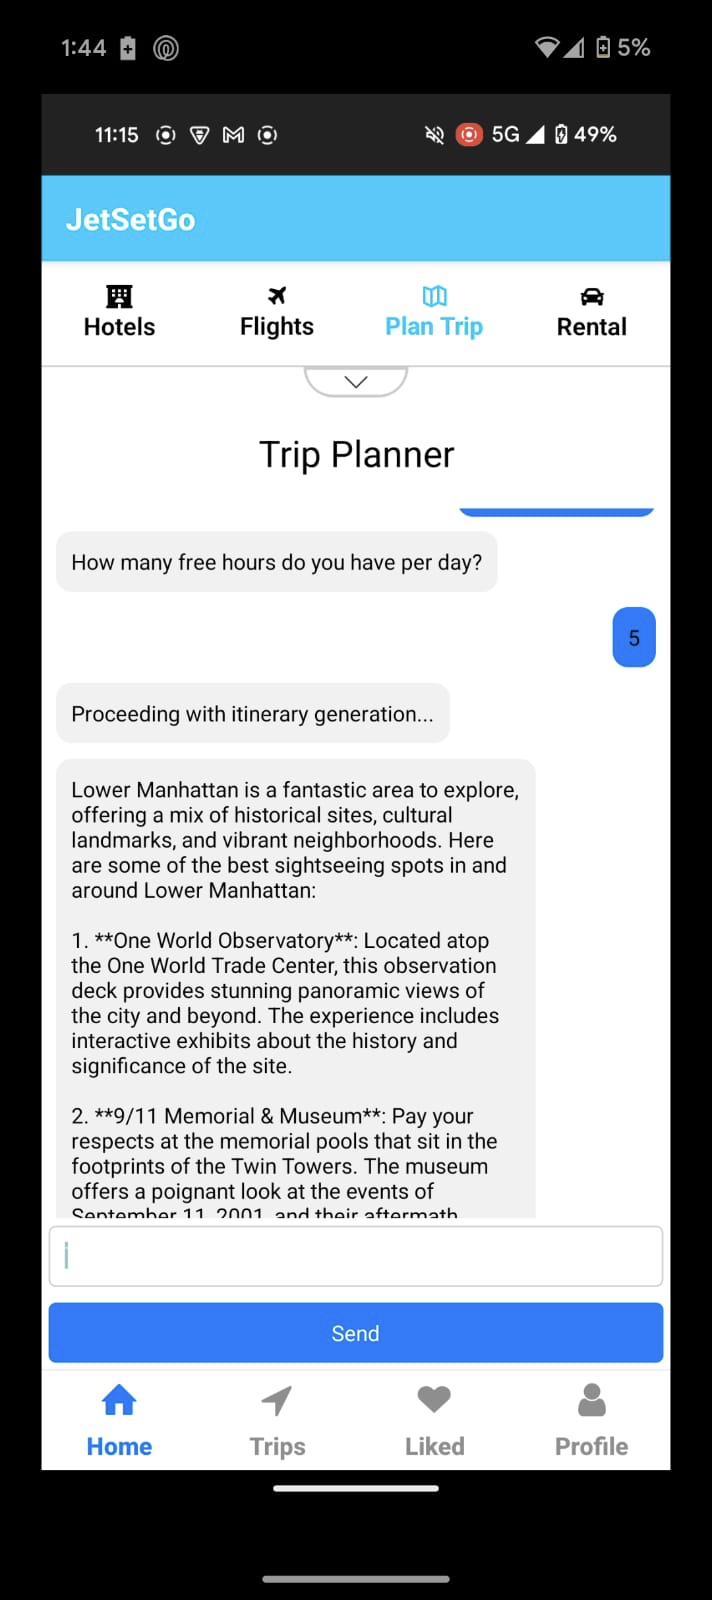 1:44 5%
11:15 5G 49%
JetSetGo
Hotels Flights Plan Trip Rental
Trip Planner
How many free hours do you have per day?
5
Proceeding with itinerary generation...
Lower Manhattan is a fantastic area to explore,
offering a mix of historical sites, cultural
landmarks, and vibrant neighborhoods. Here
are some of the best sightseeing spots in and
around Lower Manhattan:
1. **One World Observatory**: Located atop
the One World Trade Center, this observation
deck provides stunning panoramic views of
the city and beyond. The experience includes
interactive exhibits about the history and
significance of the site.
2. **9/11 Memorial & Museum**: Pay your
respects at the memorial pools that sit in the
footprints of the Twin Towers. The museum
offers a poignant look at the events of
September 11, 2001, and their aftermath
Send
Home Trips Liked Profile